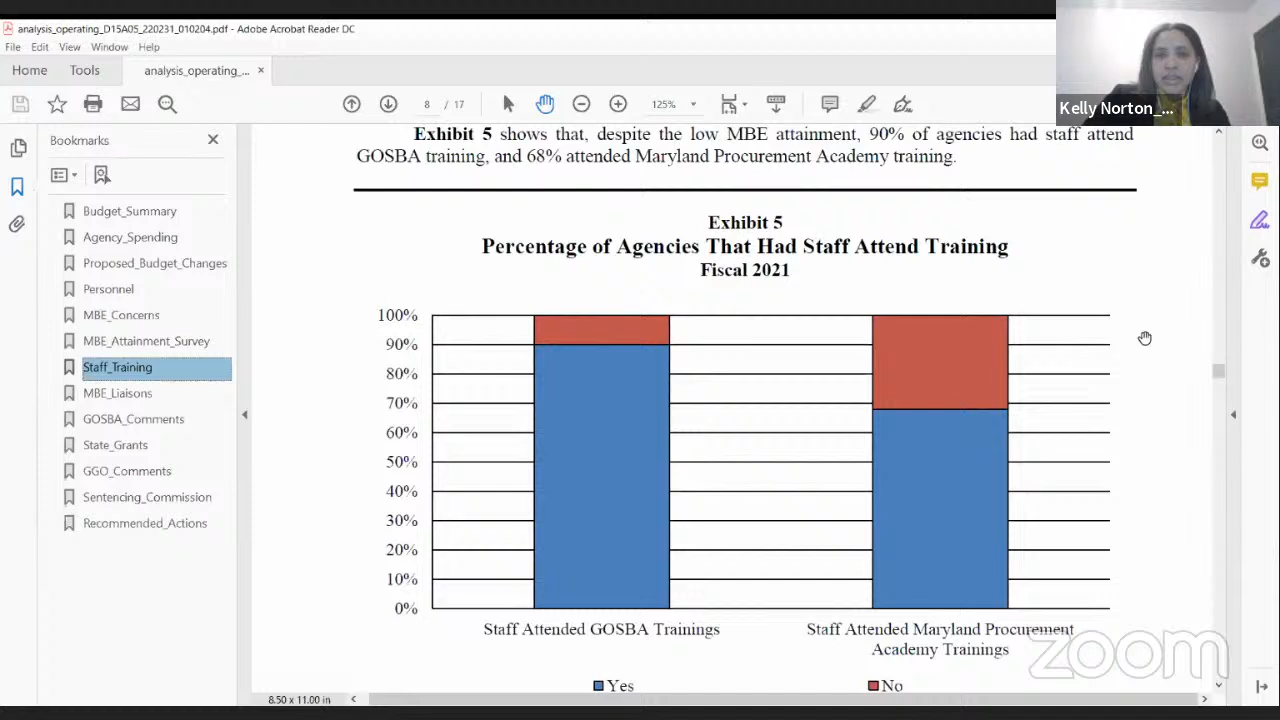 analysis_operating_D15A05_220231_010204.pdf - Adobe Acrobat Reader DC
File Edit View Window Help
Home Tools analysis_operating_... ×
8 / 17 125%
Kelly Norton_...
Bookmarks
Budget_Summary
Agency_Spending
Proposed_Budget_Changes
Personnel
MBE_Concerns
MBE_Attainment_Survey
Staff_Training
MBE_Liaisons
GOSBA_Comments
State_Grants
GGO_Comments
Sentencing_Commission
Recommended_Actions
Exhibit 5 shows that, despite the low MBE attainment, 90% of agencies had staff attend
GOSBA training, and 68% attended Maryland Procurement Academy training.
Exhibit 5
Percentage of Agencies That Had Staff Attend Training
Fiscal 2021
100%
90%
80%
70%
60%
50%
40%
30%
20%
10%
0%
Staff Attended GOSBA Trainings
Staff Attended Maryland Procurement
Academy Trainings
Yes
No
8.50 x 11.00 in
zoom